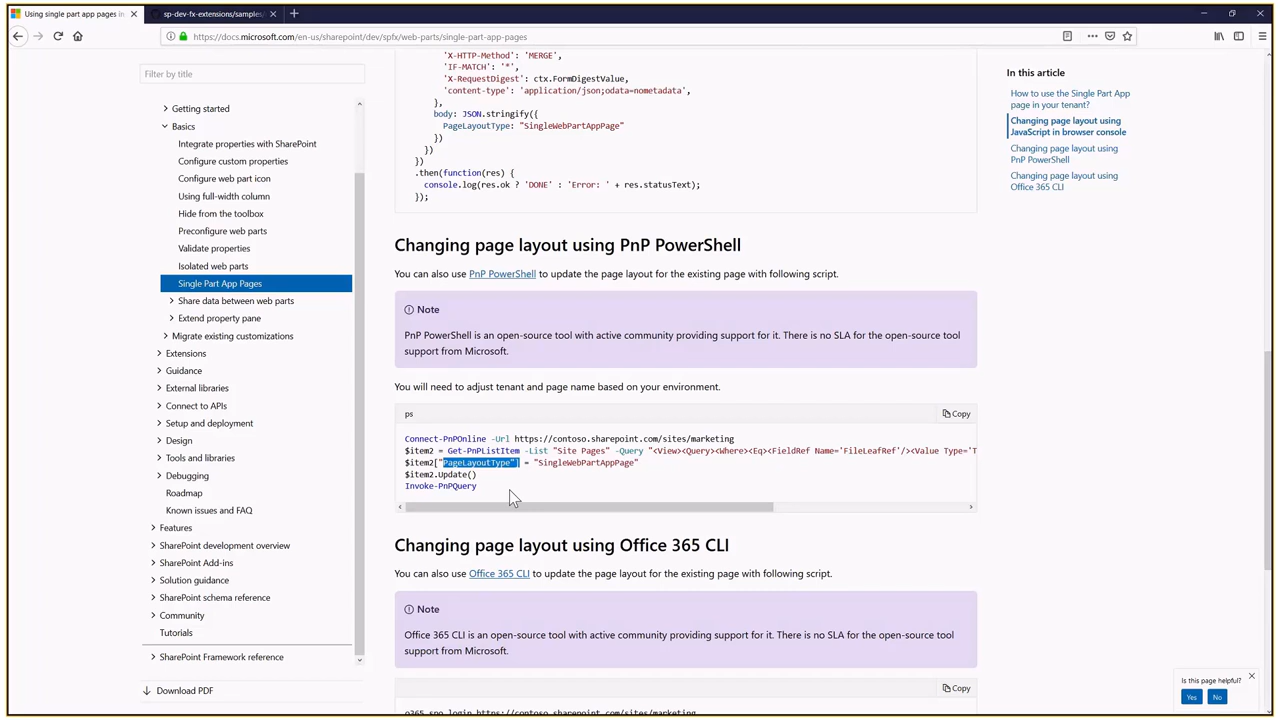 Using single part app pages in
sp-dev-fx-extensions/samples/
https://docs.microsoft.com/en-us/sharepoint/dev/spfx/web-parts/single-part-app-pages
Filter by title
Getting started
Basics
Integrate properties with SharePoint
Configure custom properties
Configure web part icon
Using full-width column
Hide from the toolbox
Preconfigure web parts
Validate properties
Isolated web parts
Single Part App Pages
Share data between web parts
Extend property pane
Migrate existing customizations
Extensions
Guidance
External libraries
Connect to APIs
Setup and deployment
Design
Tools and libraries
Debugging
Roadmap
Known issues and FAQ
Features
SharePoint development overview
SharePoint Add-ins
Solution guidance
SharePoint schema reference
Community
Tutorials
SharePoint Framework reference
Download PDF
'X-HTTP-Method': 'MERGE',
'IF-MATCH': '*',
'X-RequestDigest': ctx.FormDigestValue,
'content-type': 'application/json;odata=nometadata',
},
body: JSON.stringify({
PageLayoutType: "SingleWebPartAppPage"
})
})
})
.then(function(res) {
console.log(res.ok ? 'DONE' : 'Error: ' + res.statusText);
});
Changing page layout using PnP PowerShell
You can also use PnP PowerShell to update the page layout for the existing page with following script.
Note
PnP PowerShell is an open-source tool with active community providing support for it. There is no SLA for the open-source tool
support from Microsoft.
You will need to adjust tenant and page name based on your environment.
ps
Copy
Connect-PnPOnline -Url https://contoso.sharepoint.com/sites/marketing
$item2 = Get-PnPListItem -List "Site Pages" -Query "<View><Query><Where><Eq><FieldRef Name='FileLeafRef'/><Value Type='T
$item2["PageLayoutType"] = "SingleWebPartAppPage"
$item2.Update()
Invoke-PnPQuery
Changing page layout using Office 365 CLI
You can also use Office 365 CLI to update the page layout for the existing page with following script.
Note
Office 365 CLI is an open-source tool with active community providing support for it. There is no SLA for the open-source tool
support from Microsoft.
Copy
o365 spo login https://contoso.sharepoint.com/sites/marketing
In this article
How to use the Single Part App
page in your tenant?
Changing page layout using
JavaScript in browser console
Changing page layout using
PnP PowerShell
Changing page layout using
Office 365 CLI
Is this page helpful?
Yes
No